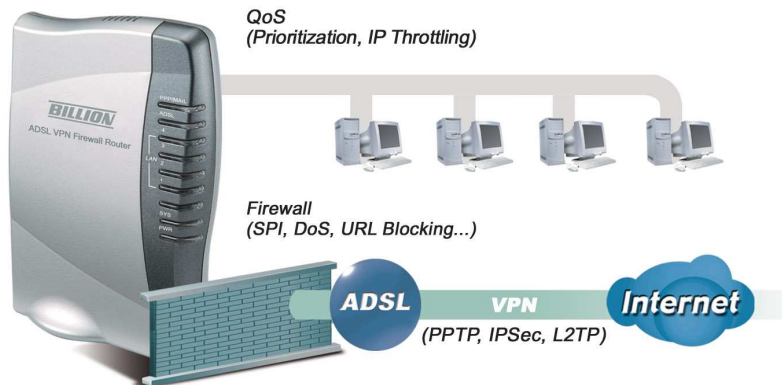 QoS
(Prioritization, IP Throttling)
PPP/MAIL
ADSL
4
3
LAN
2
1
SYS
PWR
BILLION
ADSL VPN Firewall Router
Firewall
(SPI, DoS, URL Blocking...)
ADSL
VPN
Internet
(PPTP, IPSec, L2TP)